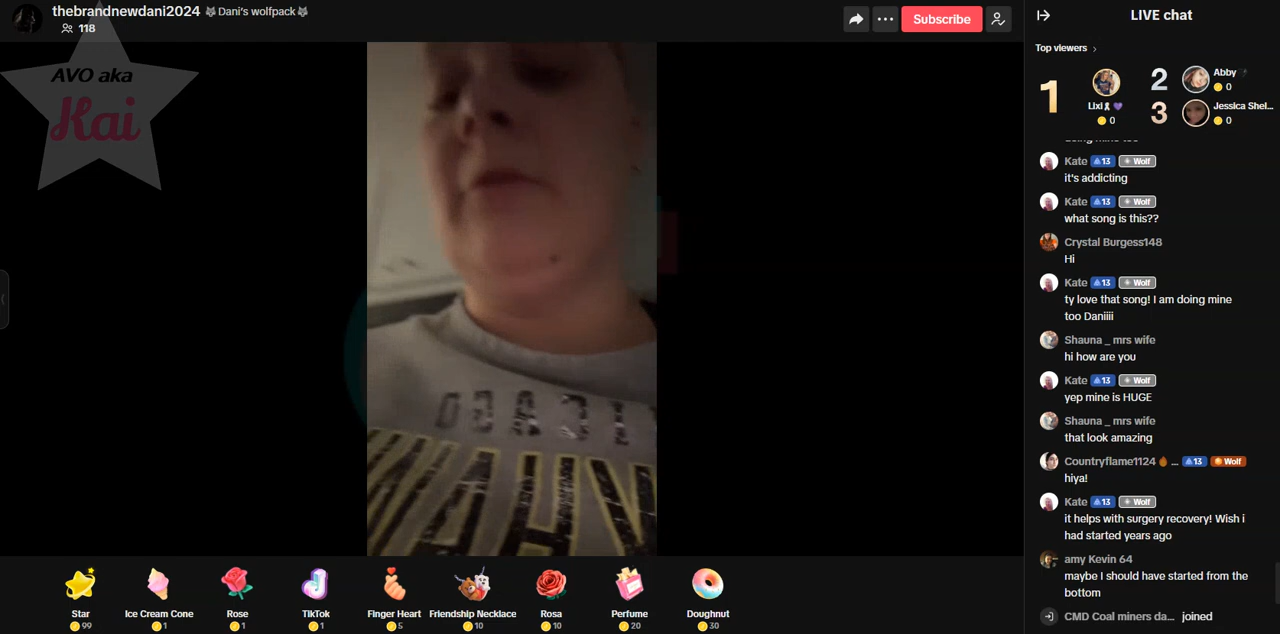 thebrandnewdani2024 🐺Dani's wolfpack🐺
118
Subscribe
AVO aka
Kai
LIVE chat
Top viewers
1
Lixi🎗💜
0
2
Abby
0
3
Jessica Shel...
0
Kate 13 Wolf
it's addicting
Kate 13 Wolf
what song is this??
Crystal Burgess148
Hi
Kate 13 Wolf
ty love that song! I am doing mine
too Daniiii
Shauna _ mrs wife
hi how are you
Kate 13 Wolf
yep mine is HUGE
Shauna _ mrs wife
that look amazing
Countryflame1124🔥... 13 Wolf
hiya!
Kate 13 Wolf
it helps with surgery recovery! Wish i
had started years ago
amy Kevin 64
maybe I should have started from the
bottom
CMD Coal miners da... joined
Star
99
Ice Cream Cone
1
Rose
1
TikTok
1
Finger Heart
5
Friendship Necklace
10
Rosa
10
Perfume
20
Doughnut
30